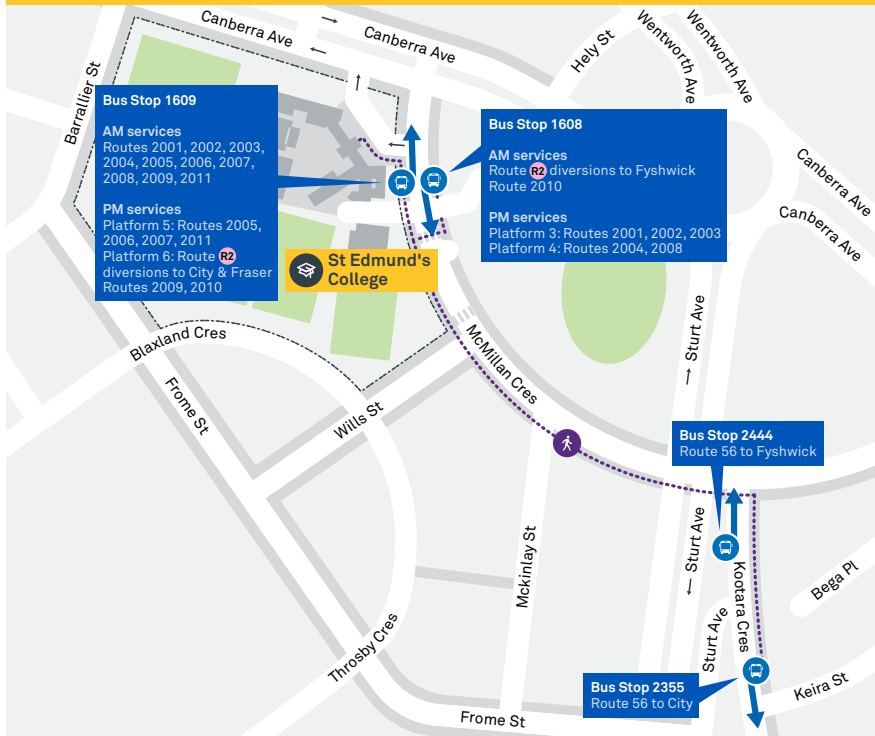 Canberra Ave
Canberra Ave
Hely St
Wentworth Ave
Wentworth Ave
Barrallier St
Bus Stop 1609
AM services
Routes 2001, 2002, 2003,
2004, 2005, 2006, 2007,
2008, 2009, 2011
PM services
Platform 5: Routes 2005,
2006, 2007, 2011
Platform 6: Route R2
diversions to City & Fraser
Routes 2009, 2010
Bus Stop 1608
AM services
Route R2 diversions to Fyshwick
Route 2010
PM services
Platform 3: Routes 2001, 2002, 2003
Platform 4: Routes 2004, 2008
Canberra Ave
Canberra Ave
St Edmund's
College
Blaxland Cres
McMillan Cres
Sturt Ave
Frome St
Wills St
Bus Stop 2444
Route 56 to Fyshwick
Sturt Ave
Mckinlay St
Kootara Cres
Bega Pl
Throsby Cres
Sturt Ave
Bus Stop 2355
Route 56 to City
Keira St
Frome St